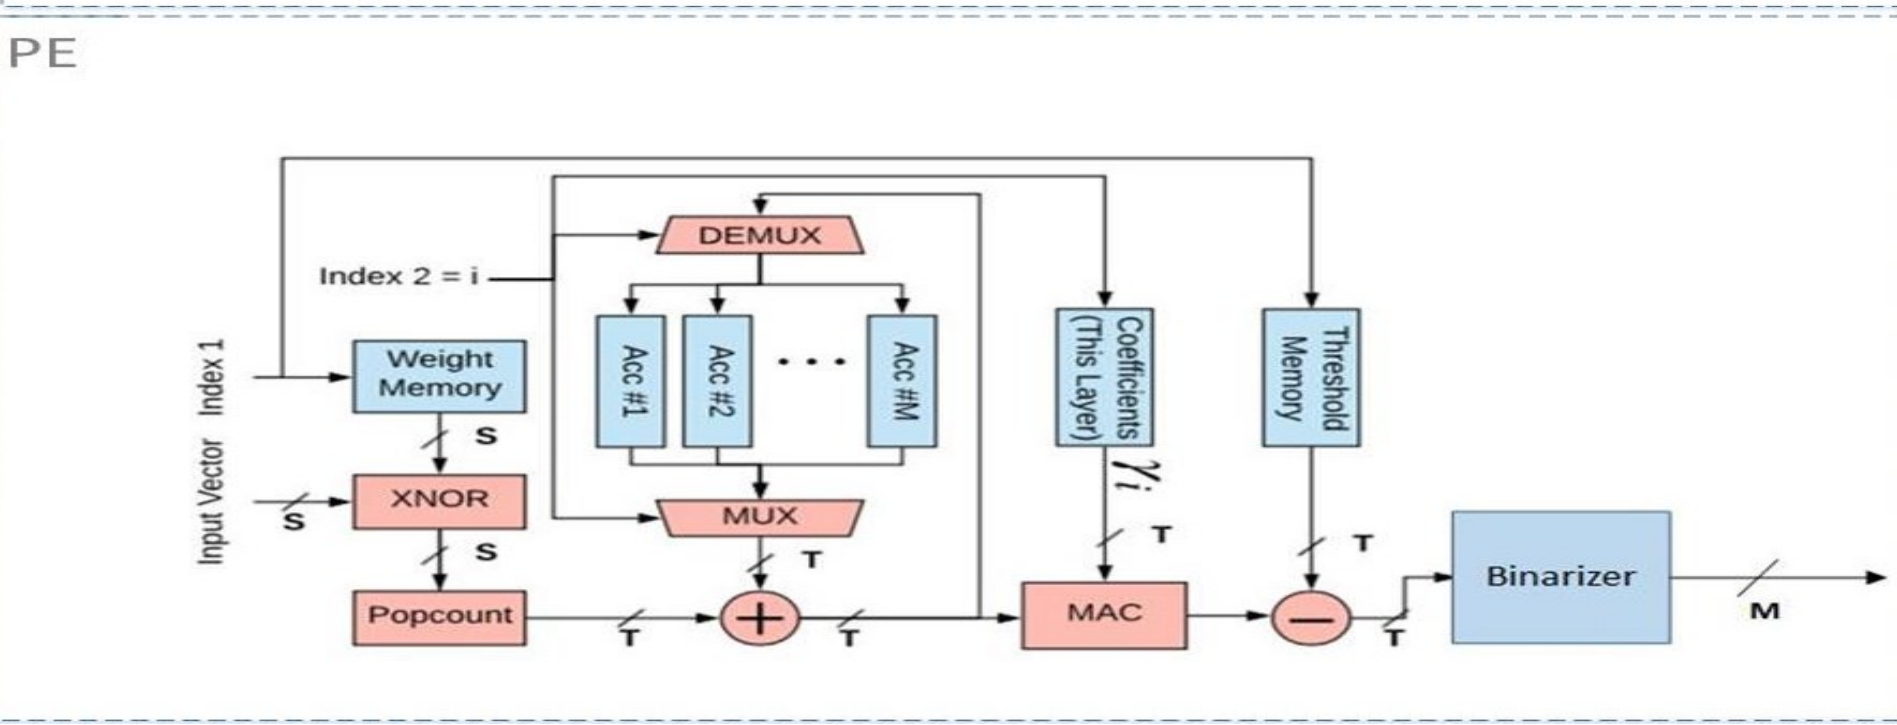 PE
DEMUX
Index 2 = i
Index 1
Input Vector
Weight
Memory
Acc #1
Acc #2
• • •
Acc #M
Coefficients
(This Layer)
Threshold
Memory
S
γi
S
XNOR
MUX
S
T
T
T
Popcount
+
MAC
−
Binarizer
T
T
T
M